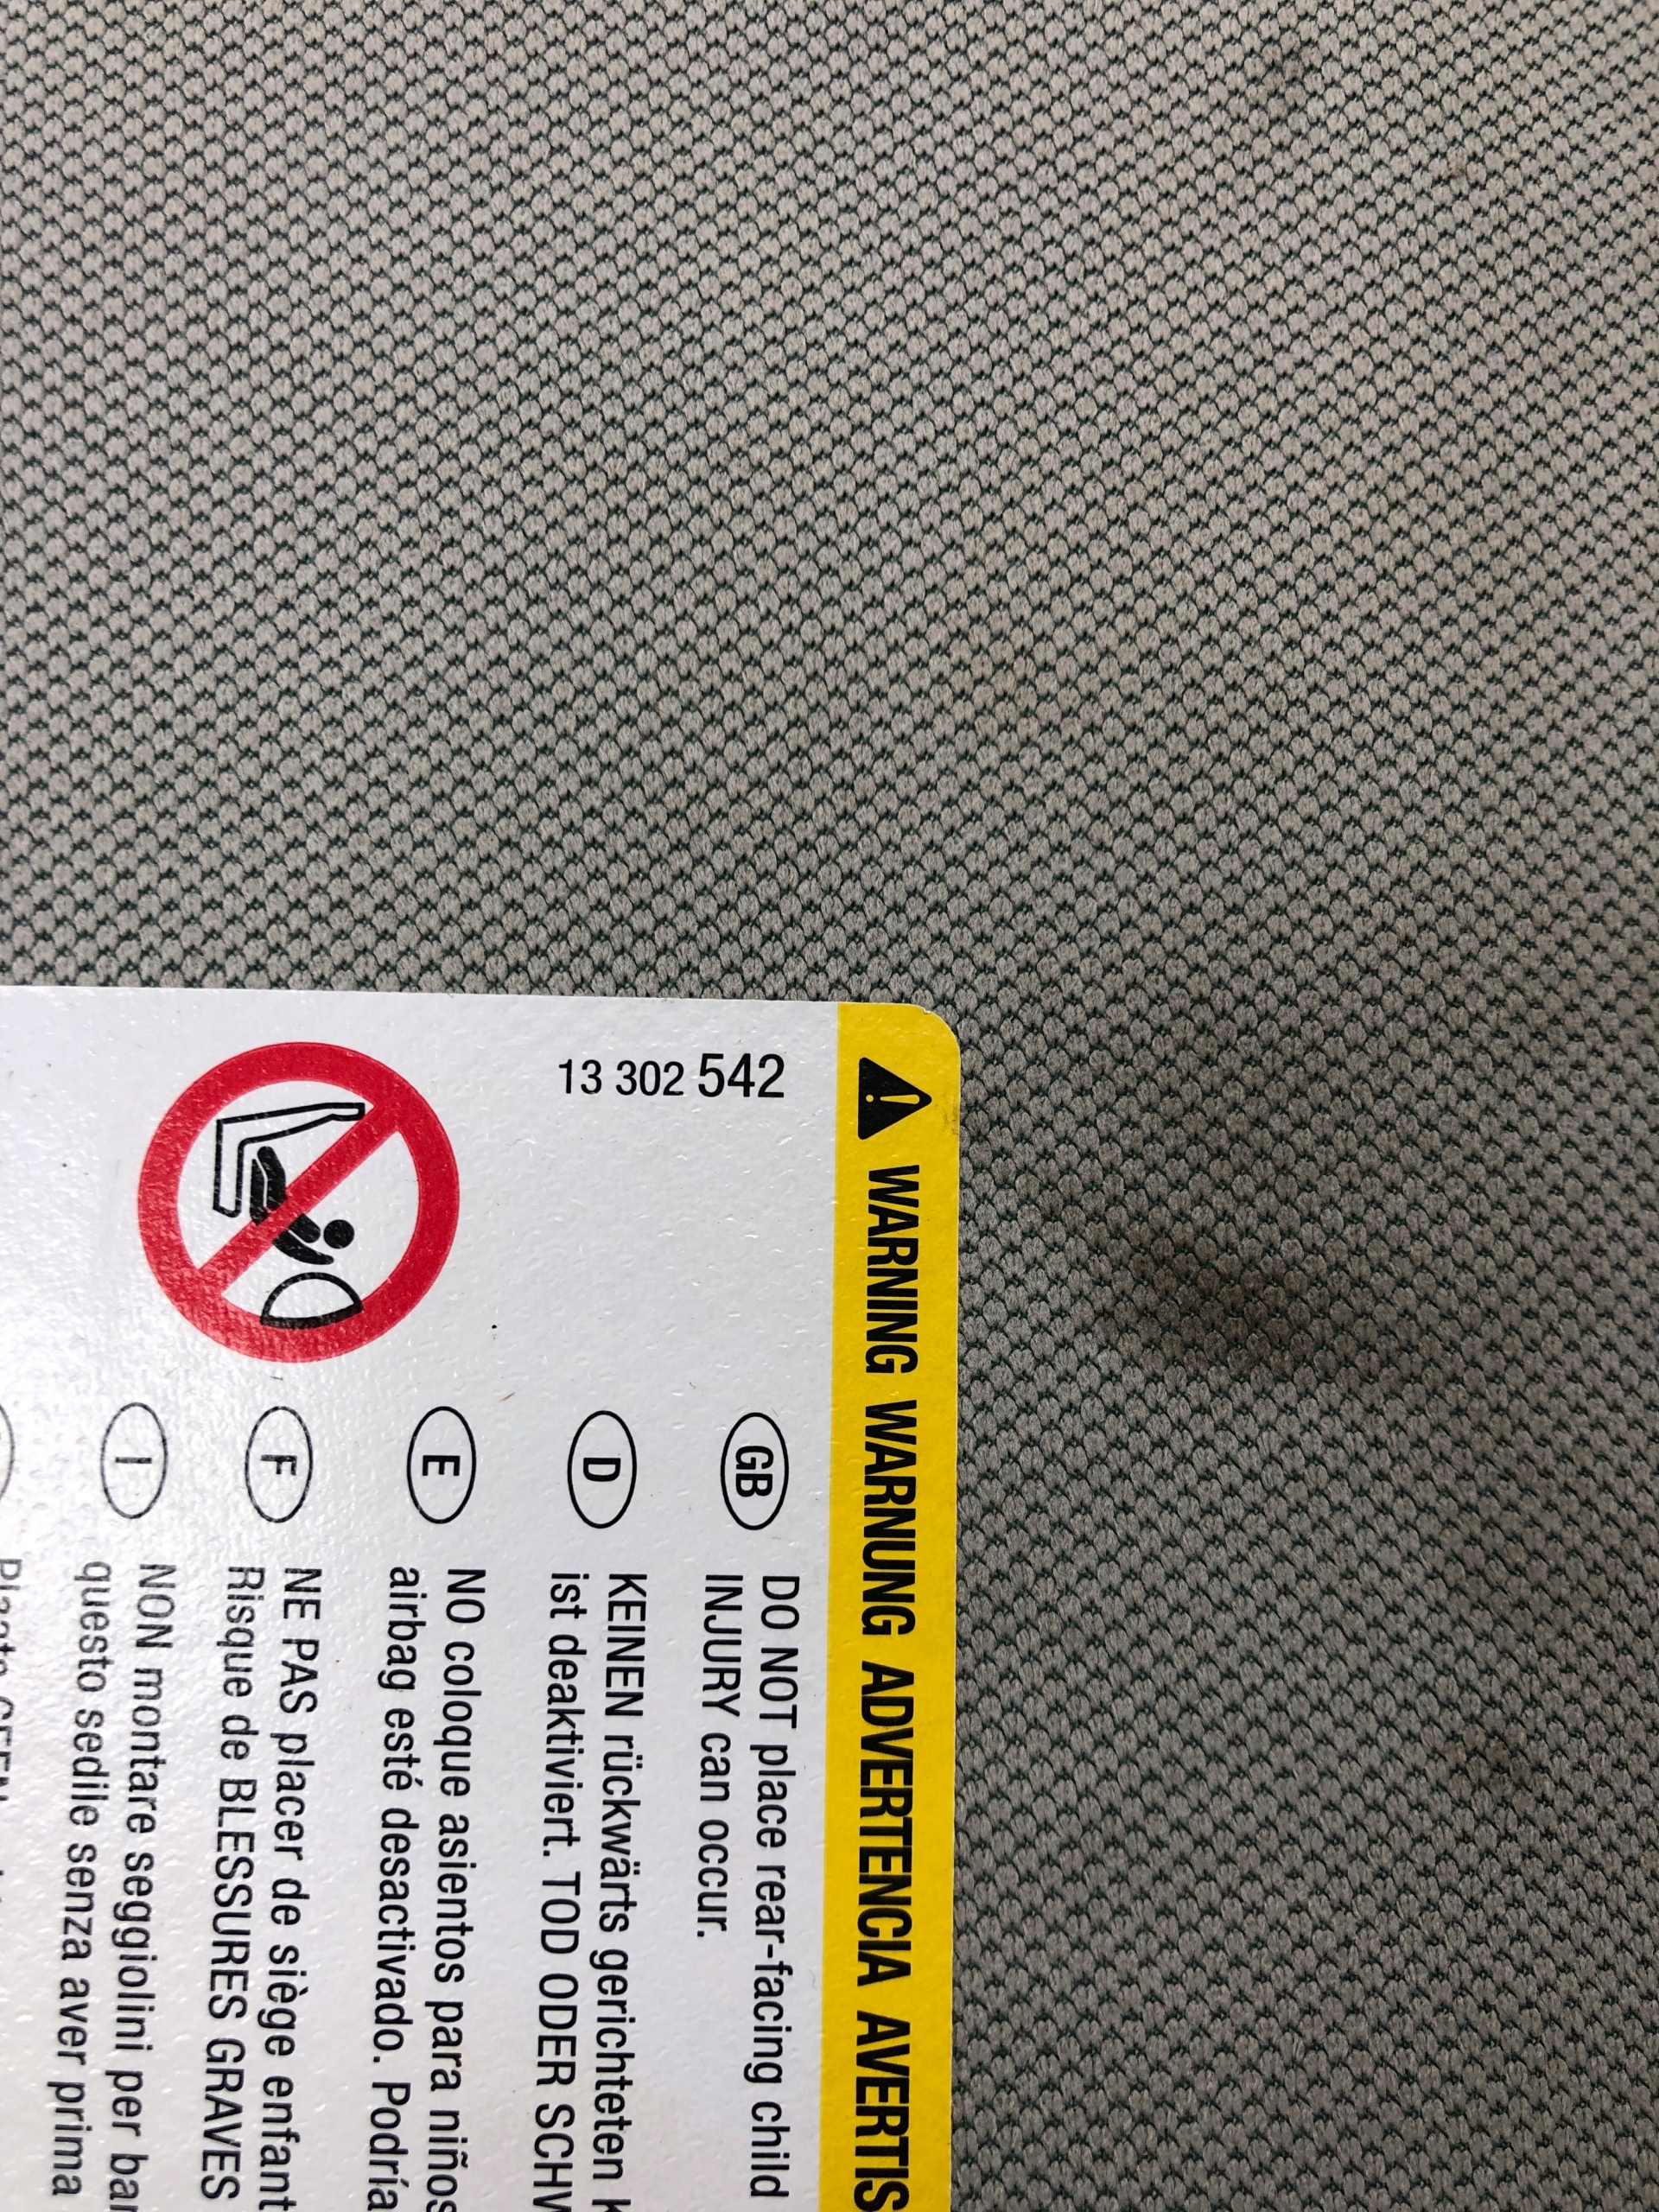 WARNING WARNUNG ADVERTENCIA AVERTIS
13 302 542
GB
DO NOT place rear-facing child
INJURY can occur.
D
KEINEN rückwärts gerichteten K
ist deaktiviert. TOD ODER SCHW
E
NO coloque asientos para niños
airbag esté desactivado. Podría
F
NE PAS placer de siège enfant
Risque de BLESSURES GRAVES
I
NON montare seggiolini per bam
questo sedile senza aver prima